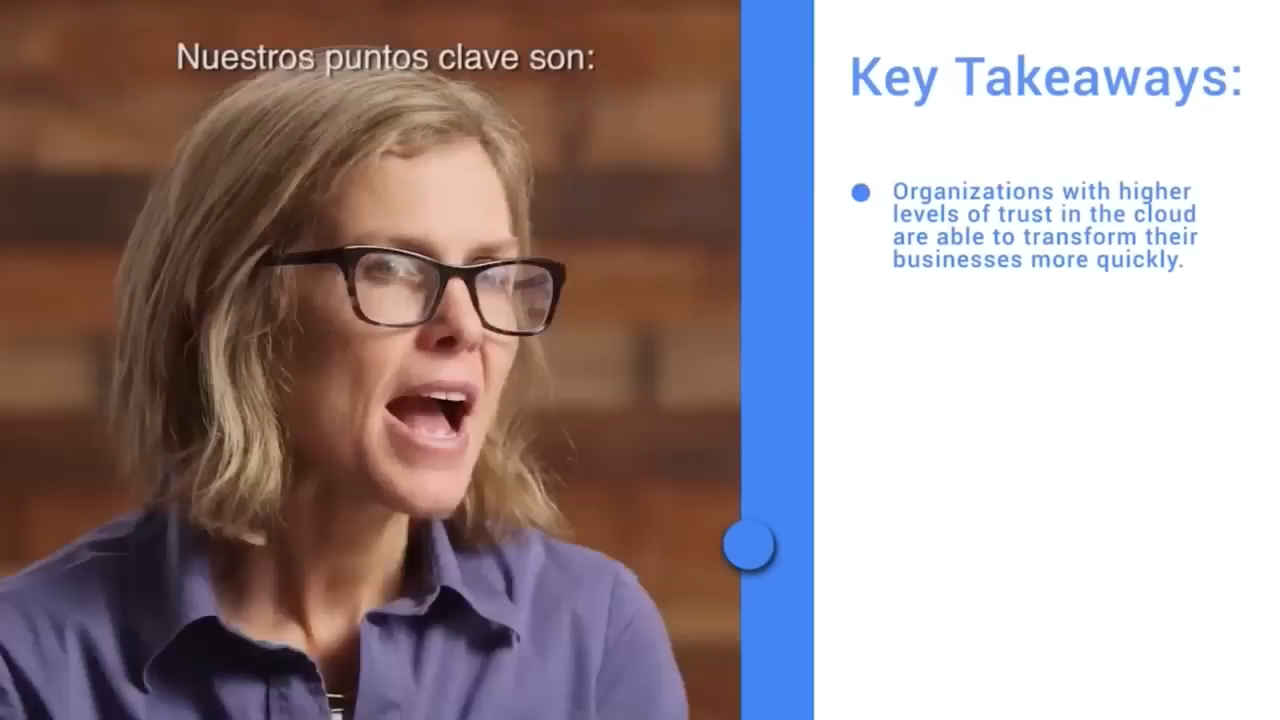 Nuestros puntos clave son:
Key Takeaways:
Organizations with higher
levels of trust in the cloud
are able to transform their
businesses more quickly.